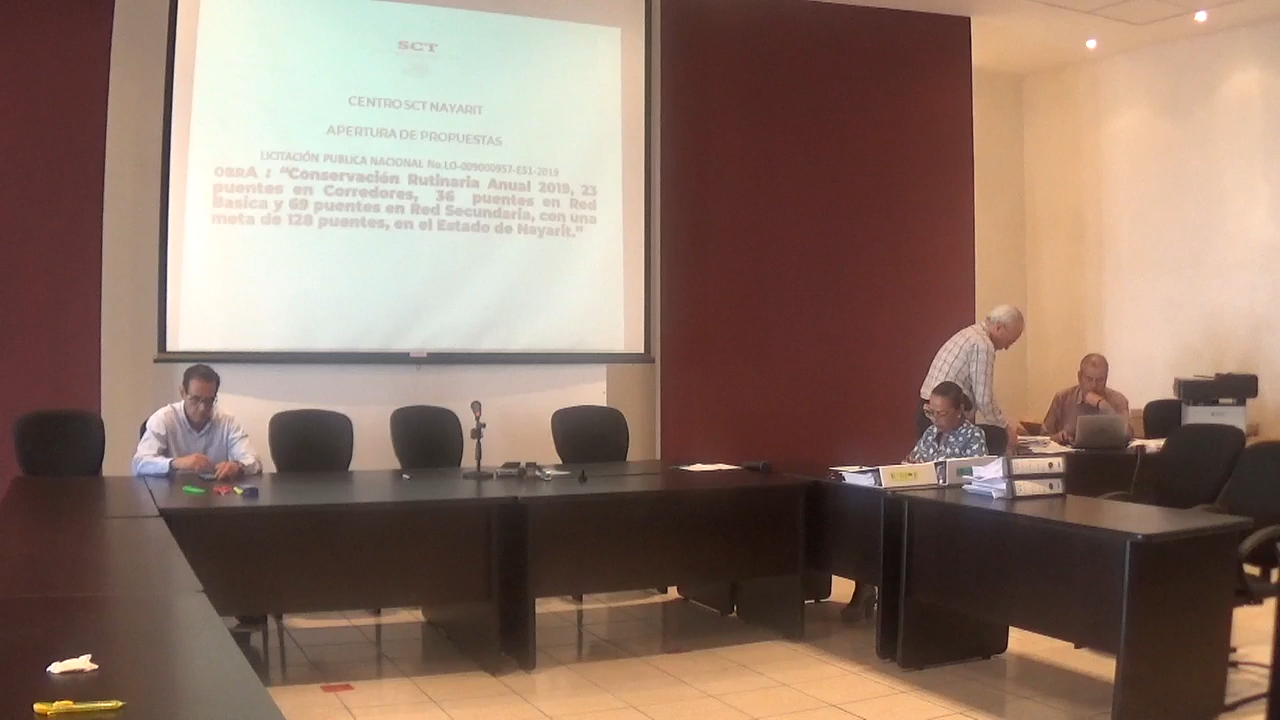 SCT
CENTRO SCT NAYARIT
APERTURA DE PROPUESTAS
LICITACIÓN PUBLICA NACIONAL No.LO-009000957-E51-2019
OBRA : “Conservación Rutinaria Anual 2019, 23
puentes en Corredores, 36 puentes en Red
Basica y 69 puentes en Red Secundaria, con una
meta de 128 puentes, en el Estado de Nayarit.”